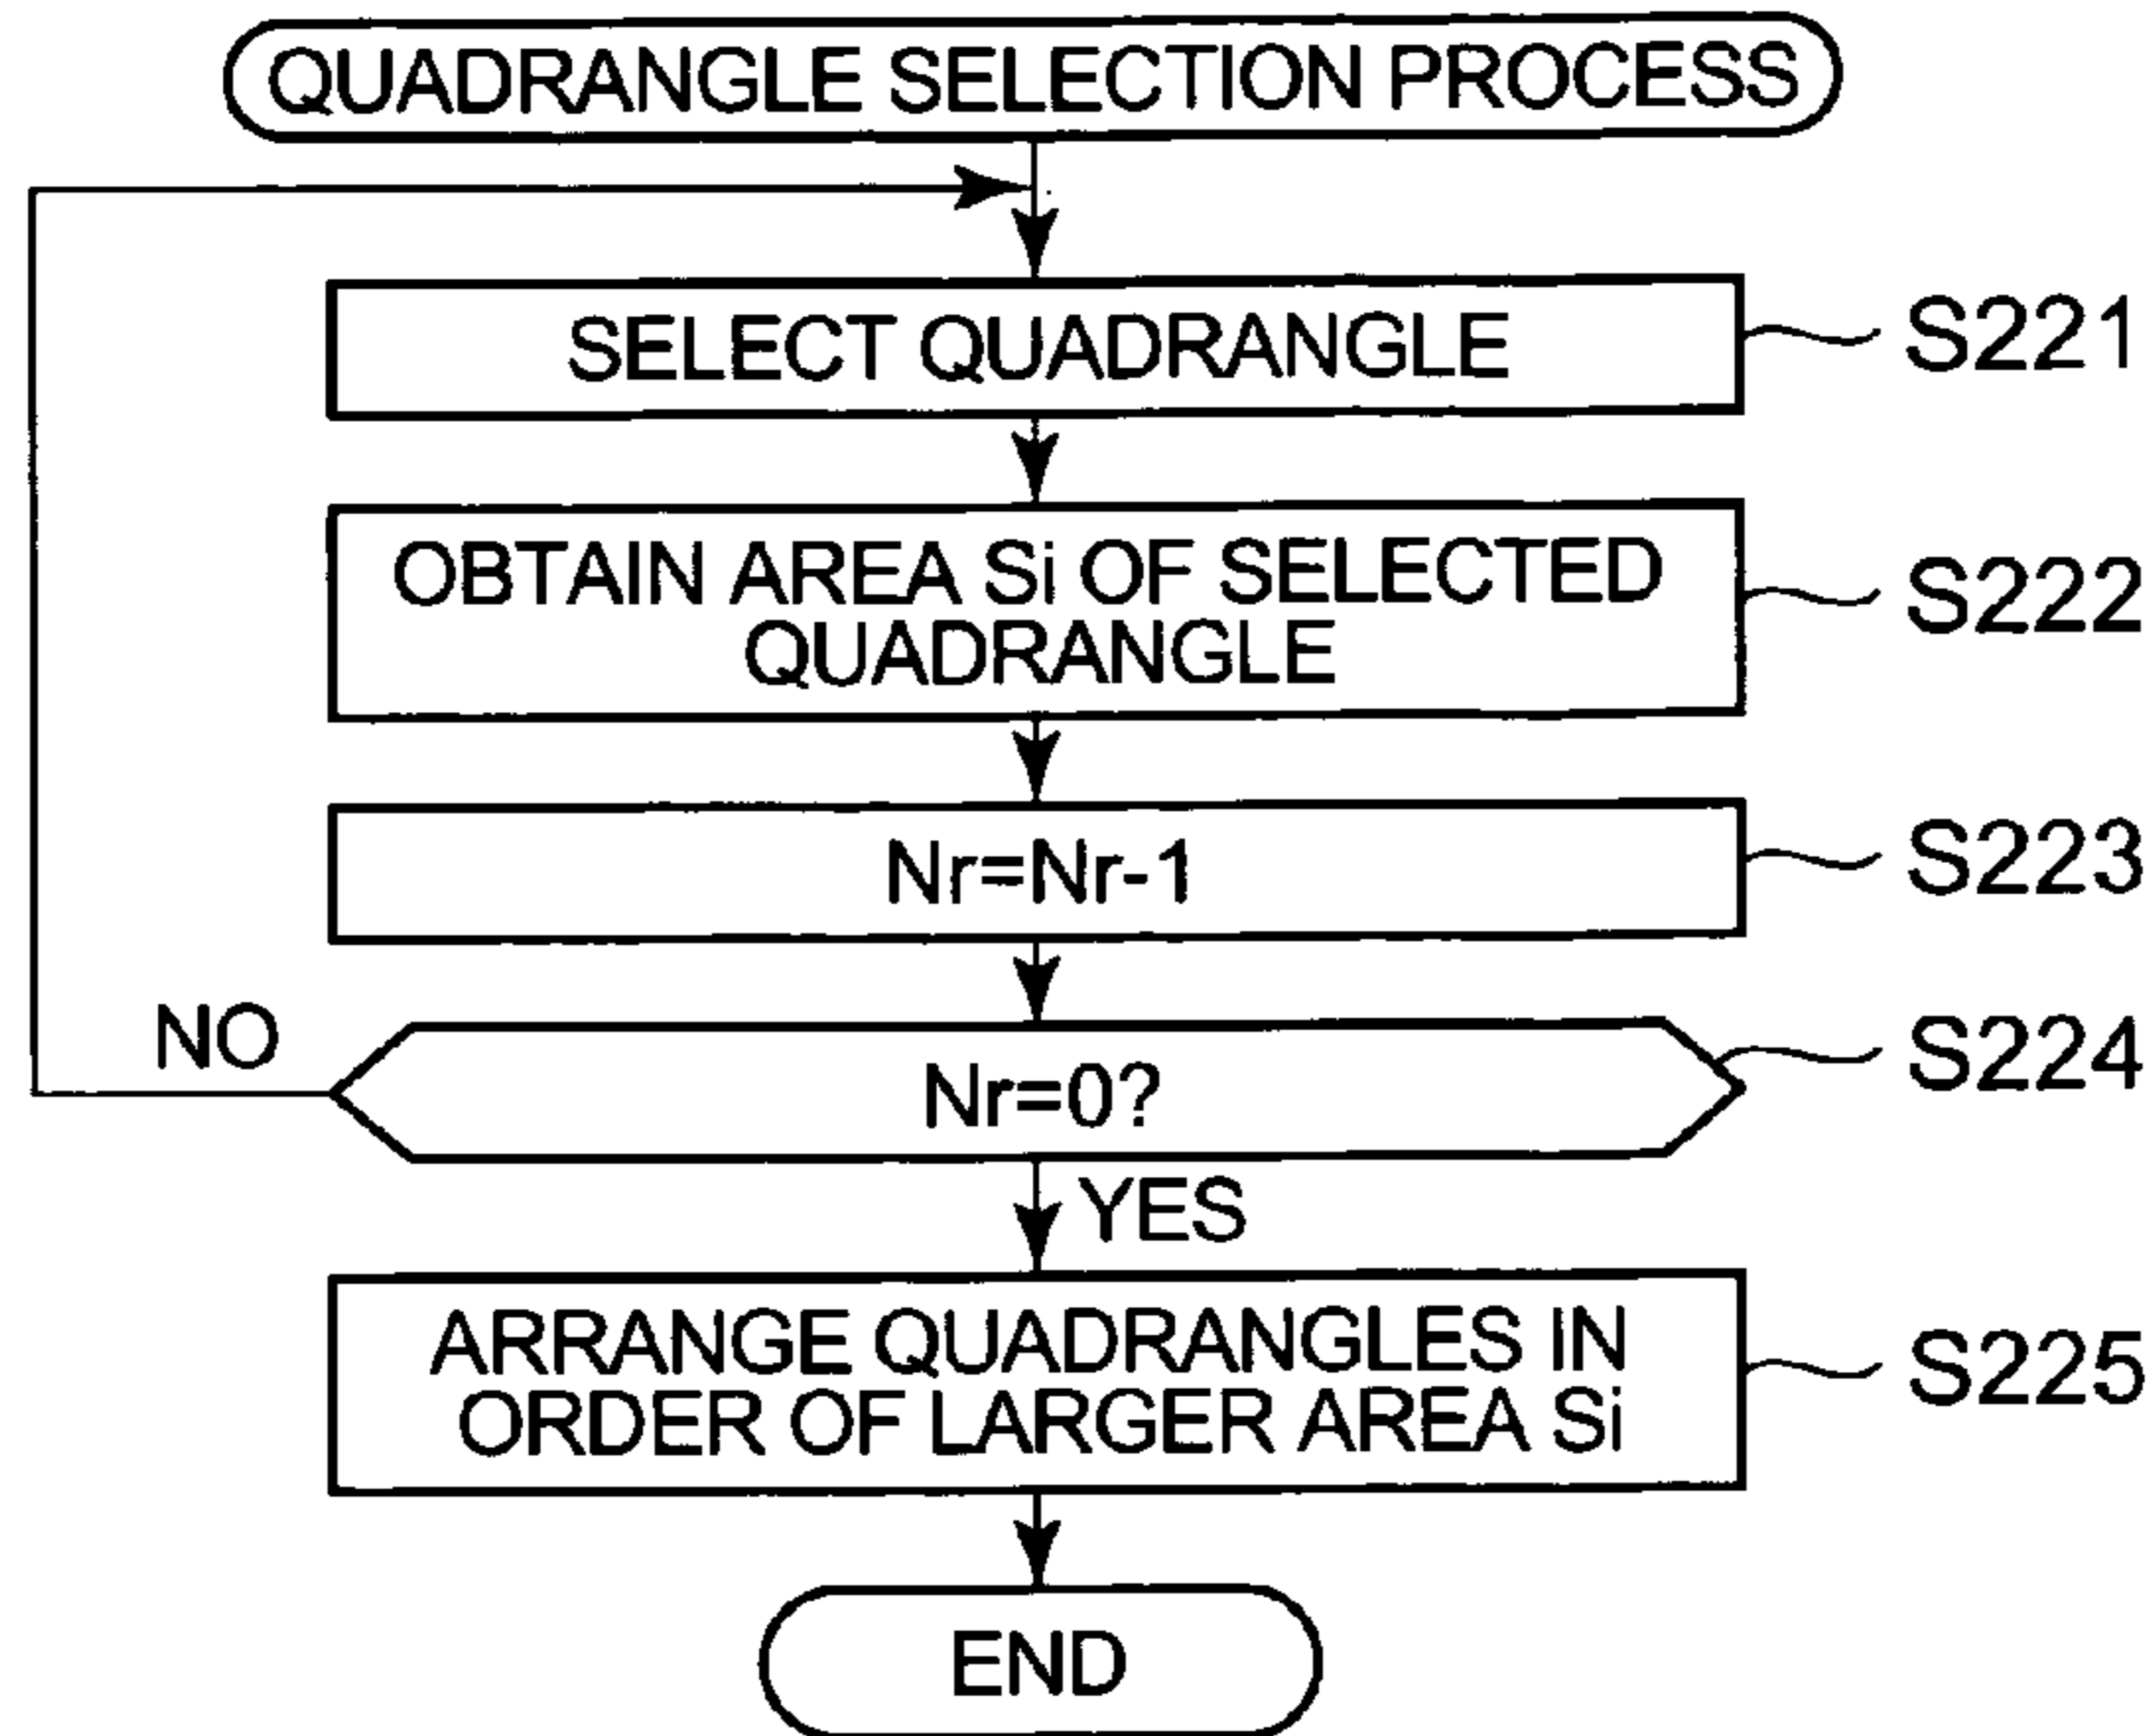 QUADRANGLE SELECTION PROCESS
SELECT QUADRANGLE
S221
OBTAIN AREA Si OF SELECTED
QUADRANGLE
S222
Nr=Nr-1
S223
NO
Nr=0?
S224
YES
ARRANGE QUADRANGLES IN
ORDER OF LARGER AREA Si
S225
END